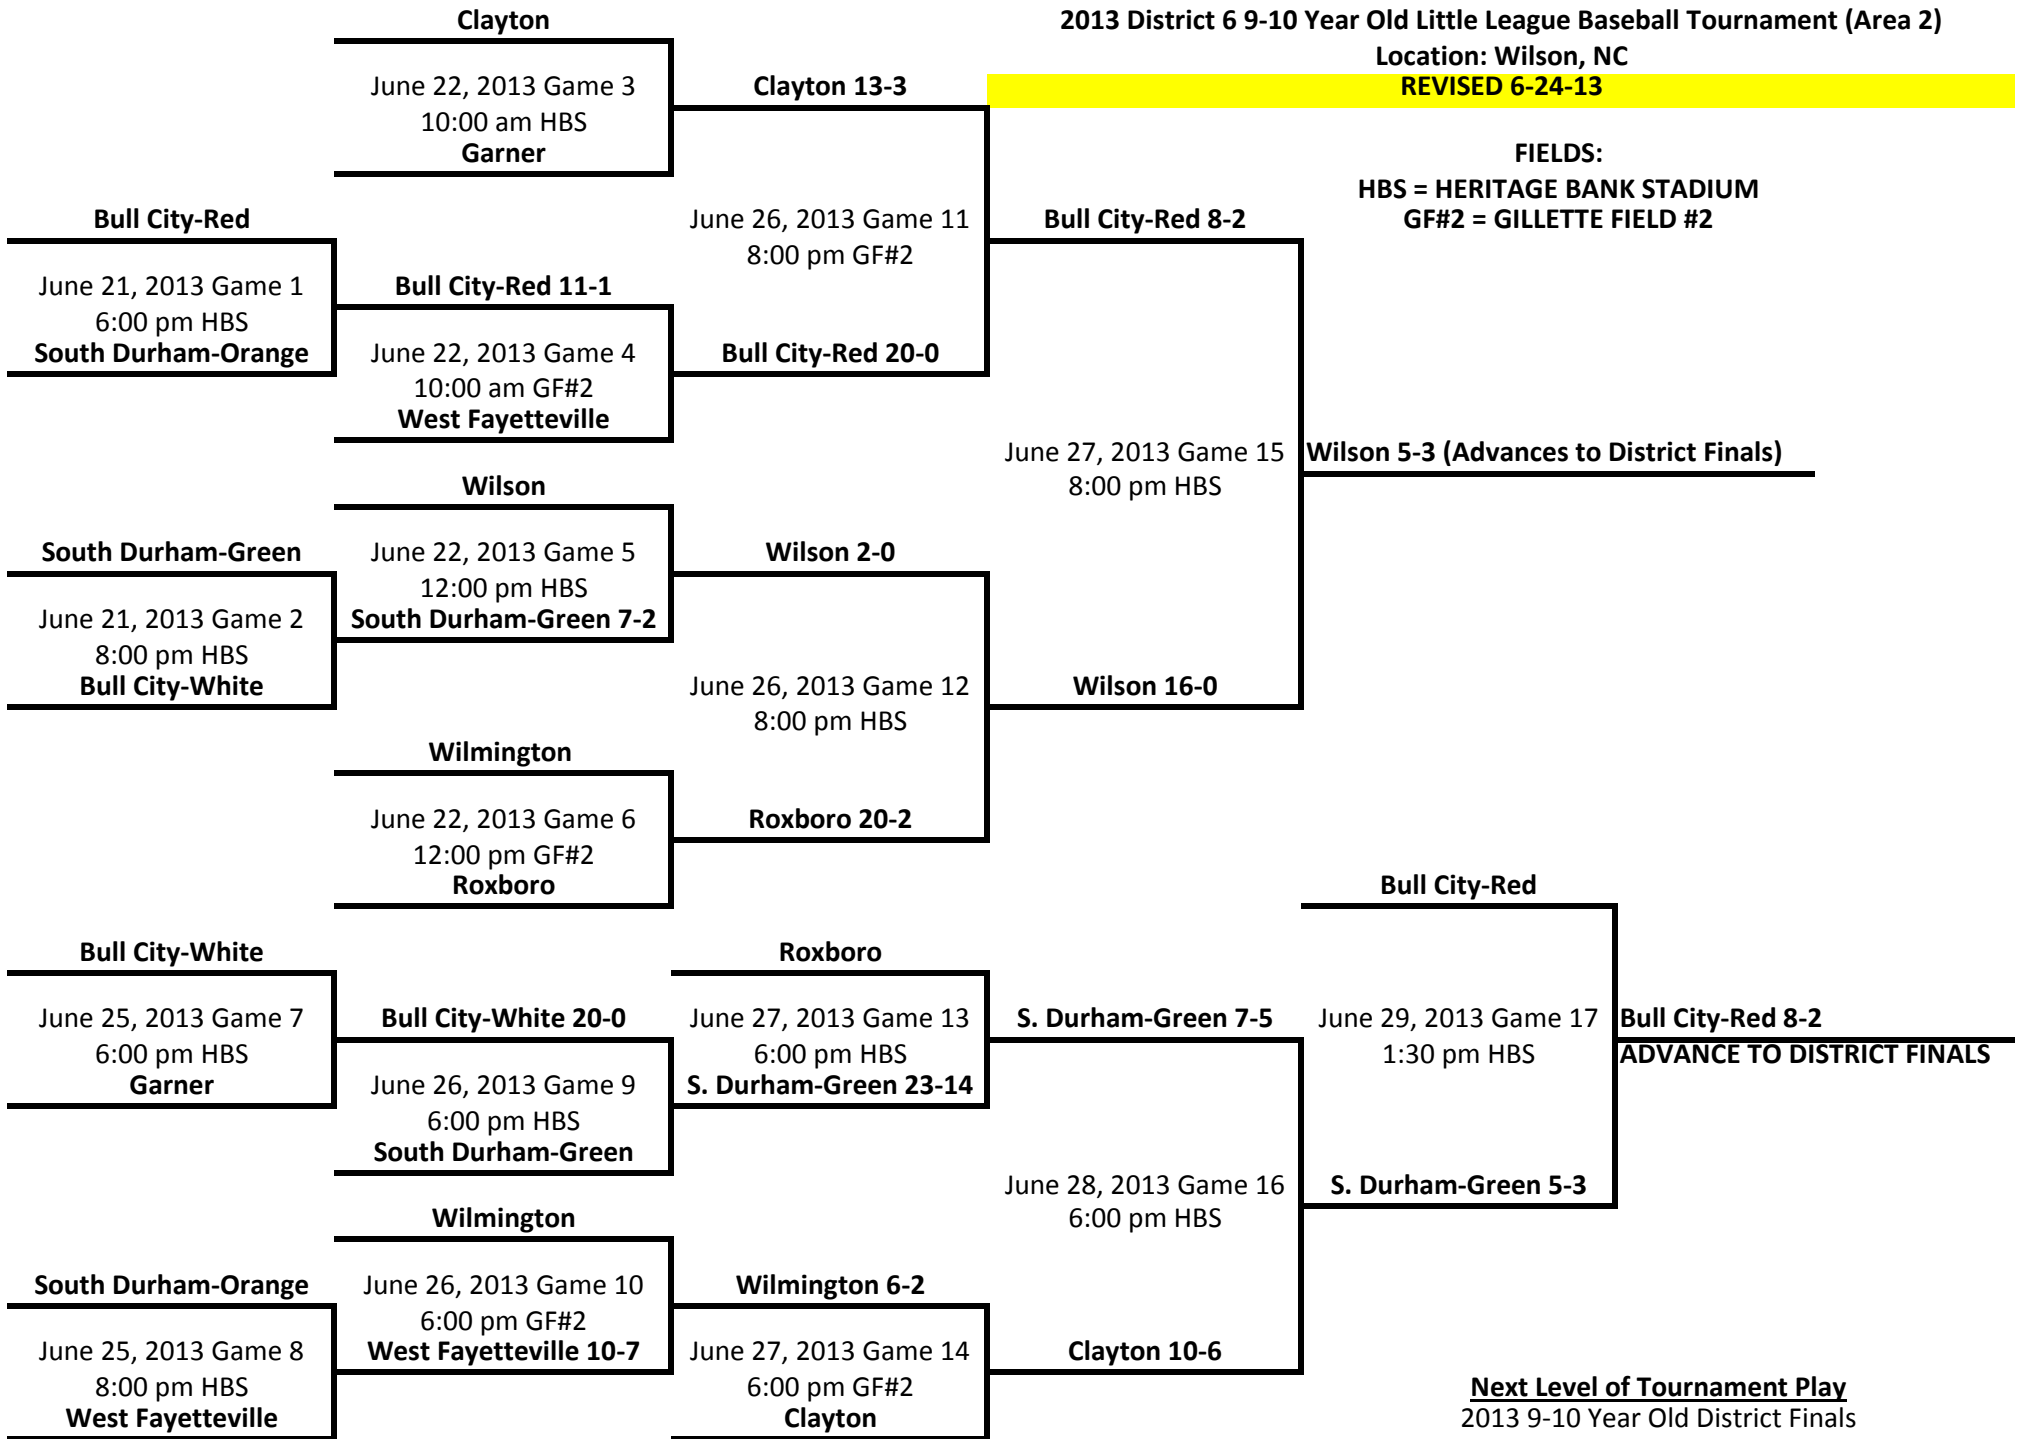 Clayton
2013 District 6 9-10 Year Old Little League Baseball Tournament (Area 2)
Location: Wilson, NC
REVISED 6-24-13
June 22, 2013 Game 3
10:00 am HBS
Garner
Clayton 13-3
FIELDS:
HBS = HERITAGE BANK STADIUM
GF#2 = GILLETTE FIELD #2
Bull City-Red
June 21, 2013 Game 1
6:00 pm HBS
South Durham-Orange
Bull City-Red 11-1
June 22, 2013 Game 4
10:00 am GF#2
West Fayetteville
June 26, 2013 Game 11
8:00 pm GF#2
Bull City-Red 20-0
Bull City-Red 8-2
June 27, 2013 Game 15
8:00 pm HBS
Wilson 5-3 (Advances to District Finals)
Wilson
South Durham-Green
June 21, 2013 Game 2
8:00 pm HBS
Bull City-White
June 22, 2013 Game 5
12:00 pm HBS
South Durham-Green 7-2
Wilson 2-0
June 26, 2013 Game 12
8:00 pm HBS
Wilson 16-0
Wilmington
June 22, 2013 Game 6
12:00 pm GF#2
Roxboro
Roxboro 20-2
Bull City-Red
Bull City-White
June 25, 2013 Game 7
6:00 pm HBS
Garner
Bull City-White 20-0
June 26, 2013 Game 9
6:00 pm HBS
South Durham-Green
Roxboro
June 27, 2013 Game 13
6:00 pm HBS
S. Durham-Green 23-14
S. Durham-Green 7-5
June 29, 2013 Game 17
1:30 pm HBS
Bull City-Red 8-2
ADVANCE TO DISTRICT FINALS
June 28, 2013 Game 16
6:00 pm HBS
S. Durham-Green 5-3
Wilmington
South Durham-Orange
June 25, 2013 Game 8
8:00 pm HBS
West Fayetteville
June 26, 2013 Game 10
6:00 pm GF#2
West Fayetteville 10-7
Wilmington 6-2
June 27, 2013 Game 14
6:00 pm GF#2
Clayton
Clayton 10-6
Next Level of Tournament Play
2013 9-10 Year Old District Finals